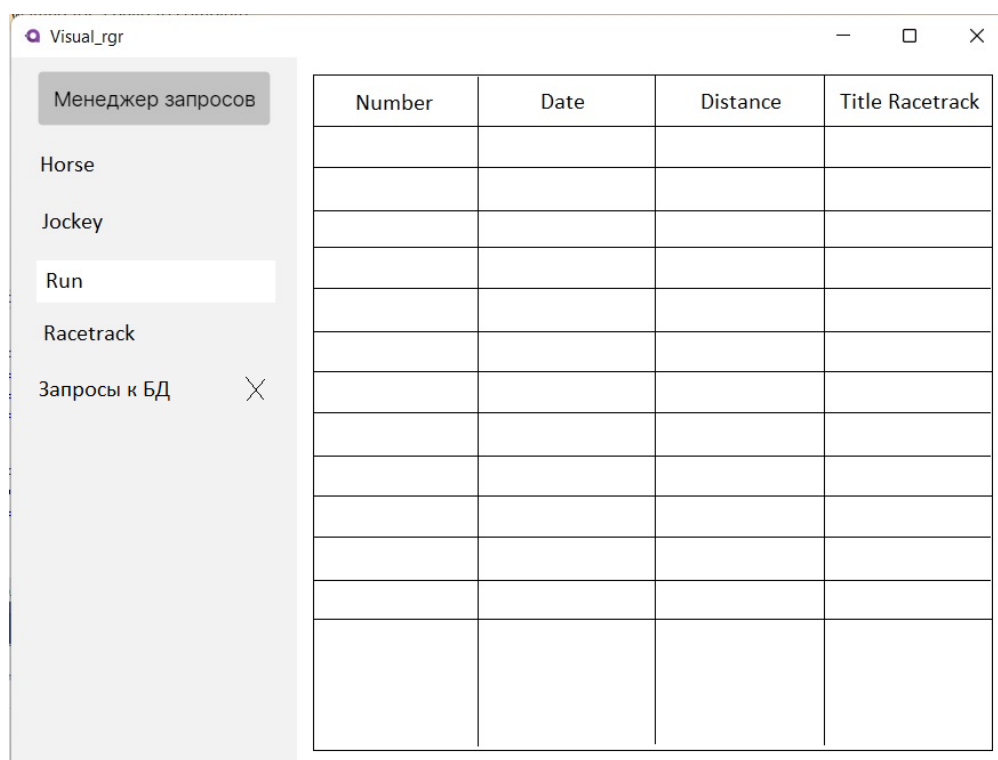 Visual_rgr
Менеджер запросов
Horse
Jockey
Run
Racetrack
Запросы к БД
Number Date Distance Title Racetrack